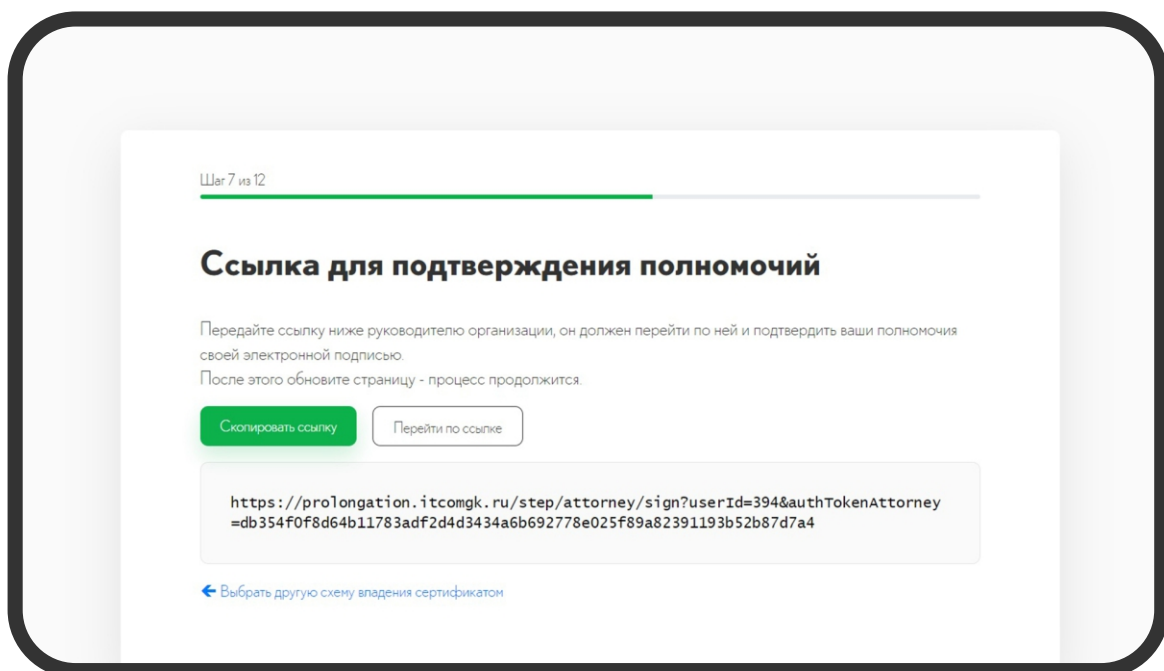 Шаг 7 из 12
Ссылка для подтверждения полномочий
Передайте ссылку ниже руководителю организации, он должен перейти по ней и подтвердить ваши полномочия
своей электронной подписью.
После этого обновите страницу - процесс продолжится.
Скопировать ссылку
Перейти по ссылке
https://prolongation.itcomgk.ru/step/attorney/sign?userId=394&authTokenAttorney
=db354f0f8d64b11783adf2d4d3434a6b692778e025f89a82391193b52b87d7a4
Выбрать другую схему владения сертификатом